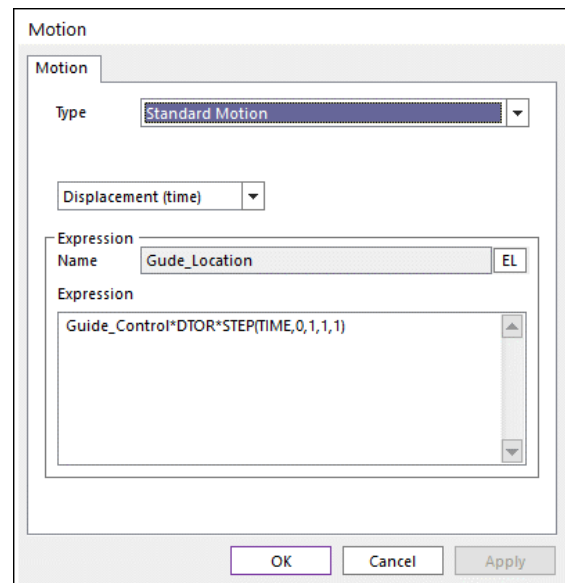 Motion
Motion
Type Standard Motion
Displacement (time)
Expression
Name Gude_Location EL
Expression
Guide_Control*DTOR*STEP(TIME,0,1,1,1)
OK Cancel Apply